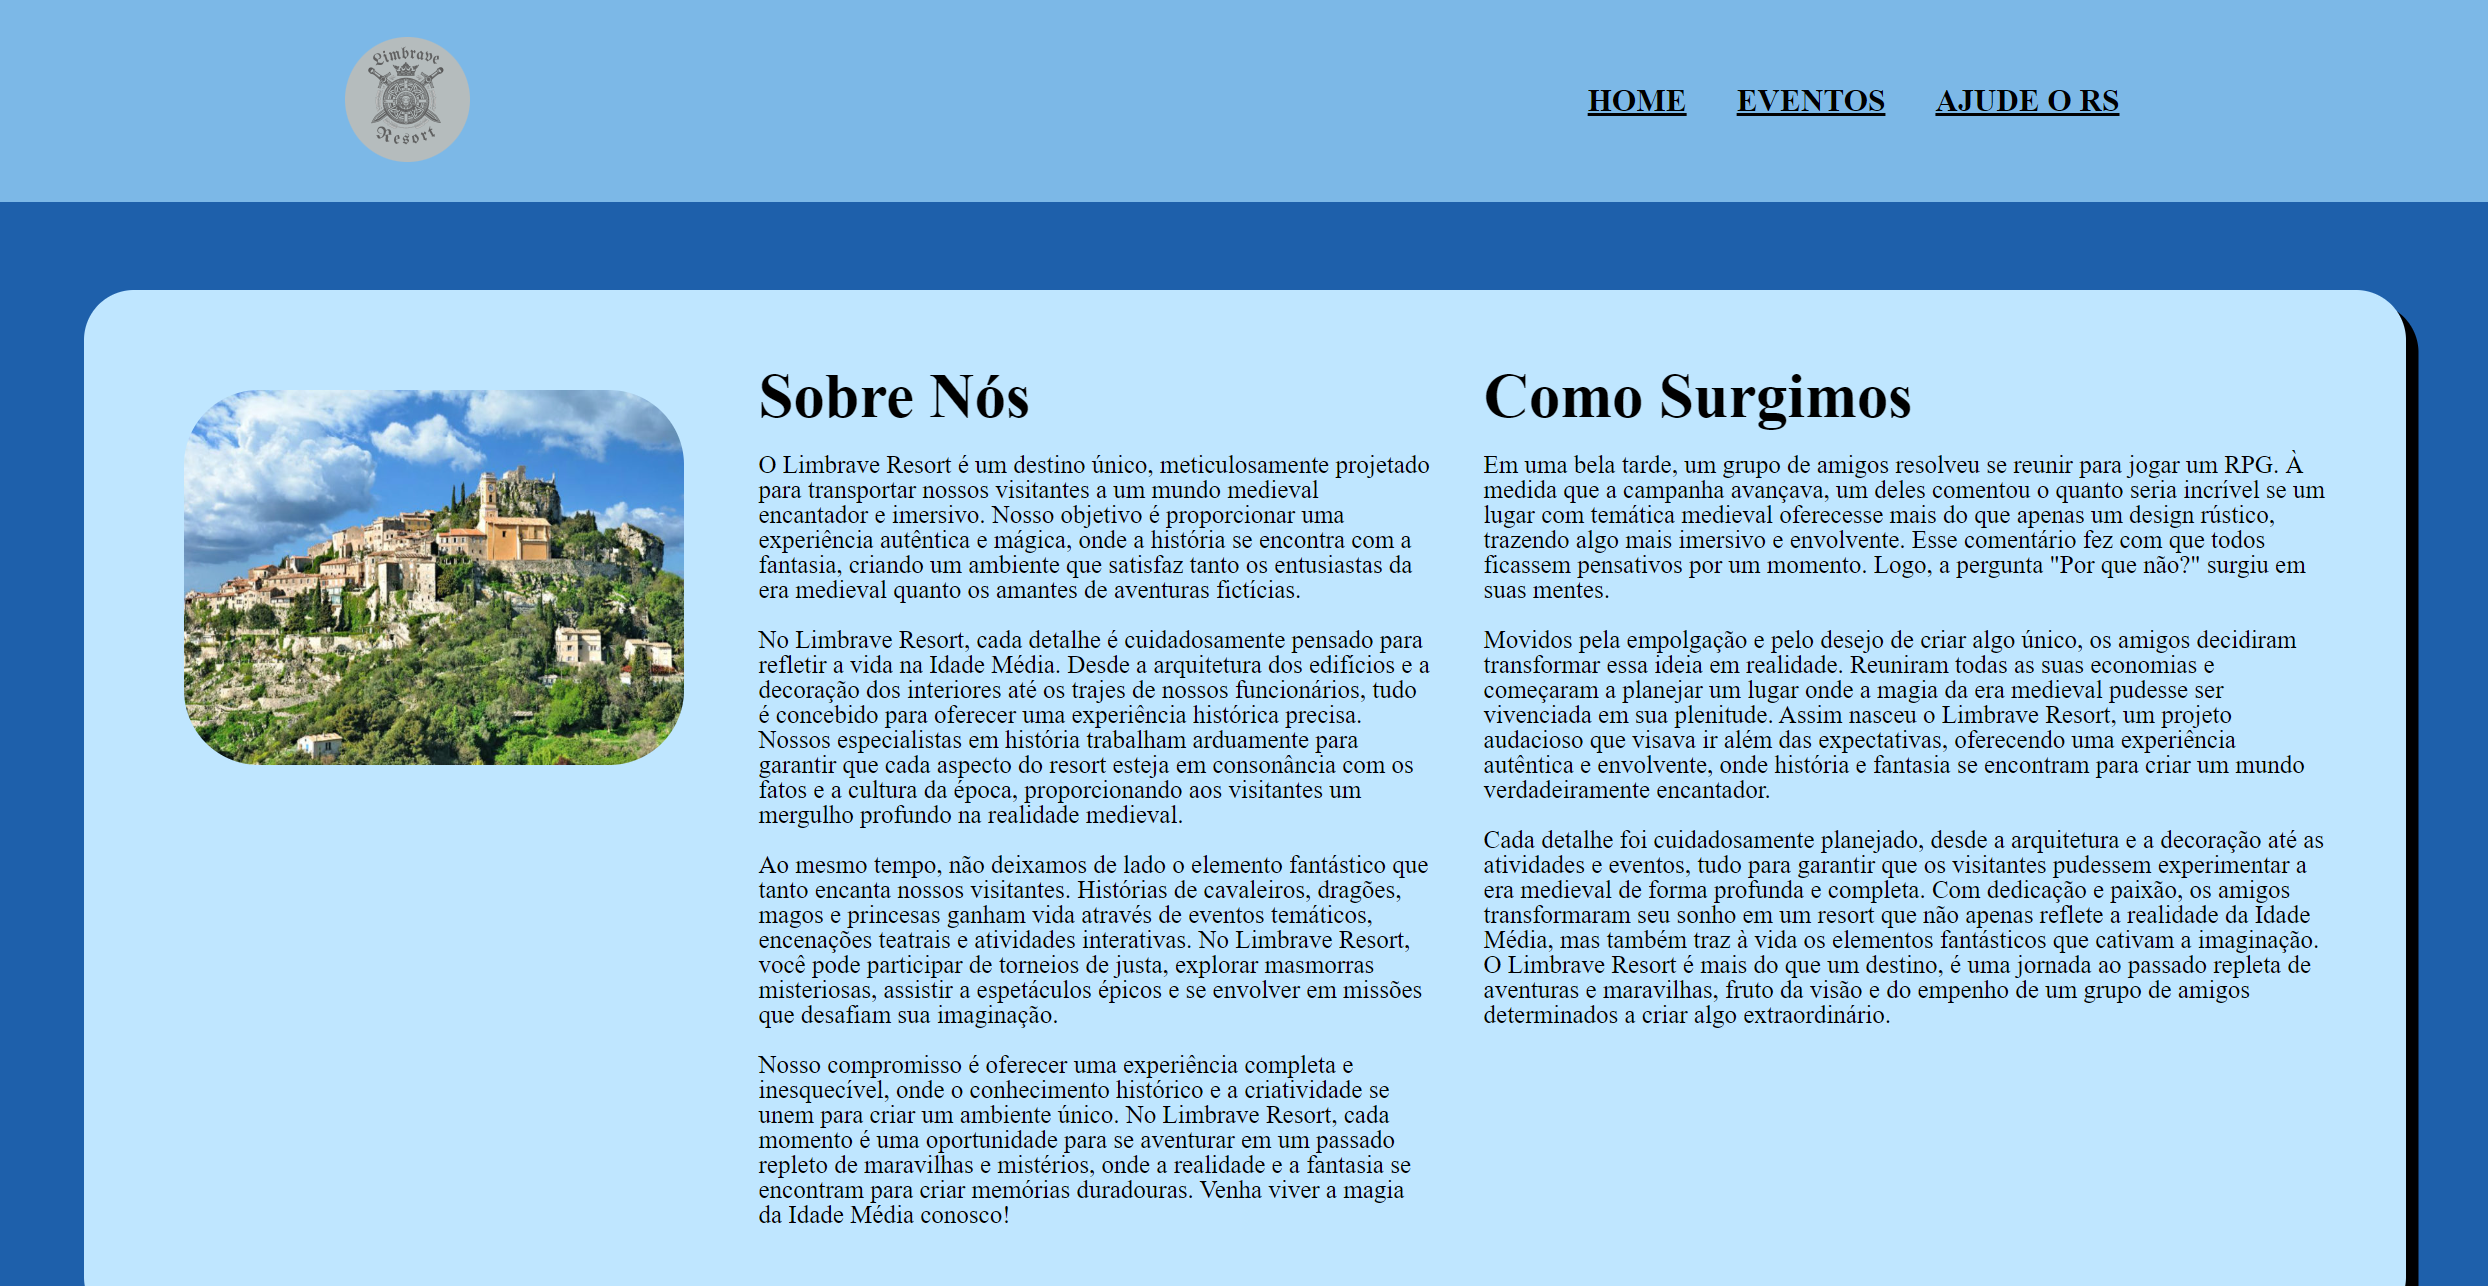 Limbrave
Resort
HOME
EVENTOS
AJUDE O RS
Sobre Nós
O Limbrave Resort é um destino único, meticulosamente projetado
para transportar nossos visitantes a um mundo medieval
encantador e imersivo. Nosso objetivo é proporcionar uma
experiência autêntica e mágica, onde a história se encontra com a
fantasia, criando um ambiente que satisfaz tanto os entusiastas da
era medieval quanto os amantes de aventuras fictícias.
No Limbrave Resort, cada detalhe é cuidadosamente pensado para
refletir a vida na Idade Média. Desde a arquitetura dos edifícios e a
decoração dos interiores até os trajes de nossos funcionários, tudo
é concebido para oferecer uma experiência histórica precisa.
Nossos especialistas em história trabalham arduamente para
garantir que cada aspecto do resort esteja em consonância com os
fatos e a cultura da época, proporcionando aos visitantes um
mergulho profundo na realidade medieval.
Ao mesmo tempo, não deixamos de lado o elemento fantástico que
tanto encanta nossos visitantes. Histórias de cavaleiros, dragões,
magos e princesas ganham vida através de eventos temáticos,
encenações teatrais e atividades interativas. No Limbrave Resort,
você pode participar de torneios de justa, explorar masmorras
misteriosas, assistir a espetáculos épicos e se envolver em missões
que desafiam sua imaginação.
Nosso compromisso é oferecer uma experiência completa e
inesquecível, onde o conhecimento histórico e a criatividade se
unem para criar um ambiente único. No Limbrave Resort, cada
momento é uma oportunidade para se aventurar em um passado
repleto de maravilhas e mistérios, onde a realidade e a fantasia se
encontram para criar memórias duradouras. Venha viver a magia
da Idade Média conosco!
Como Surgimos
Em uma bela tarde, um grupo de amigos resolveu se reunir para jogar um RPG. À
medida que a campanha avançava, um deles comentou o quanto seria incrível se um
lugar com temática medieval oferecesse mais do que apenas um design rústico,
trazendo algo mais imersivo e envolvente. Esse comentário fez com que todos
ficassem pensativos por um momento. Logo, a pergunta "Por que não?" surgiu em
suas mentes.
Movidos pela empolgação e pelo desejo de criar algo único, os amigos decidiram
transformar essa ideia em realidade. Reuniram todas as suas economias e
começaram a planejar um lugar onde a magia da era medieval pudesse ser
vivenciada em sua plenitude. Assim nasceu o Limbrave Resort, um projeto
audacioso que visava ir além das expectativas, oferecendo uma experiência
autêntica e envolvente, onde história e fantasia se encontram para criar um mundo
verdadeiramente encantador.
Cada detalhe foi cuidadosamente planejado, desde a arquitetura e a decoração até as
atividades e eventos, tudo para garantir que os visitantes pudessem experimentar a
era medieval de forma profunda e completa. Com dedicação e paixão, os amigos
transformaram seu sonho em um resort que não apenas reflete a realidade da Idade
Média, mas também traz à vida os elementos fantásticos que cativam a imaginação.
O Limbrave Resort é mais do que um destino, é uma jornada ao passado repleta de
aventuras e maravilhas, fruto da visão e do empenho de um grupo de amigos
determinados a criar algo extraordinário.